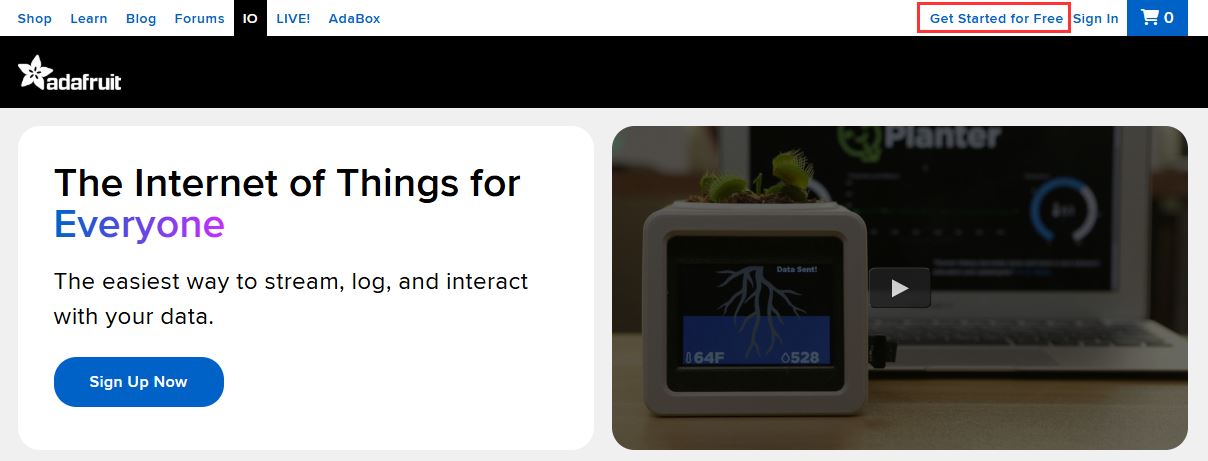 Shop Learn Blog Forums IO LIVE! AdaBox Get Started for Free Sign In 0
adafruit
The Internet of Things for
Everyone
The easiest way to stream, log, and interact
with your data.
Sign Up Now
Planter
Data Sent!
64F 528